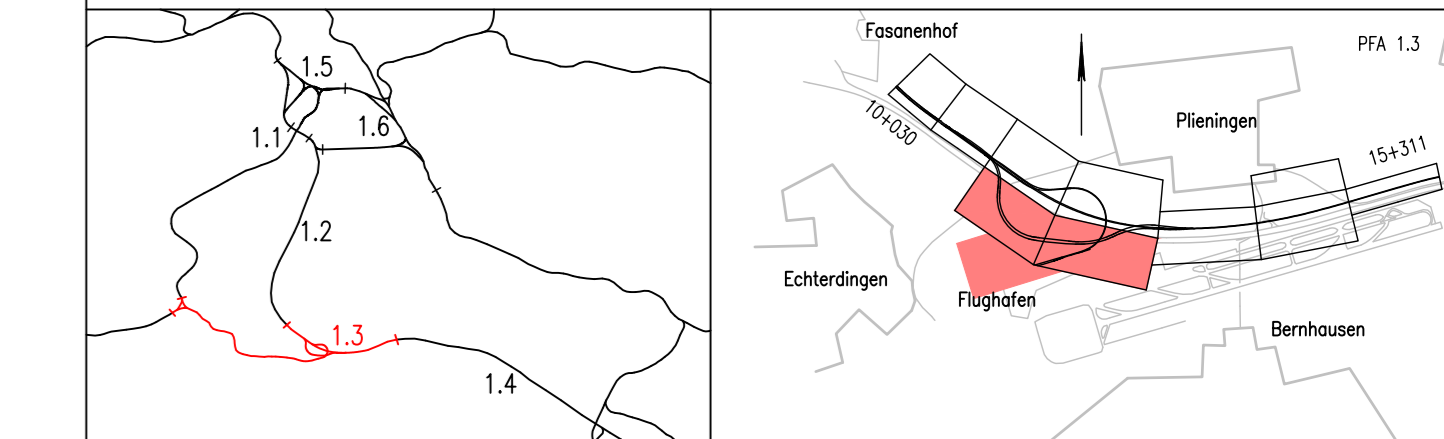 1.5
1.6
1.1
1.2
1.3
1.4
Fasanenhof
PFA 1.3
10+030
Plieningen
15+311
Echterdingen
Flughafen
Bernhausen